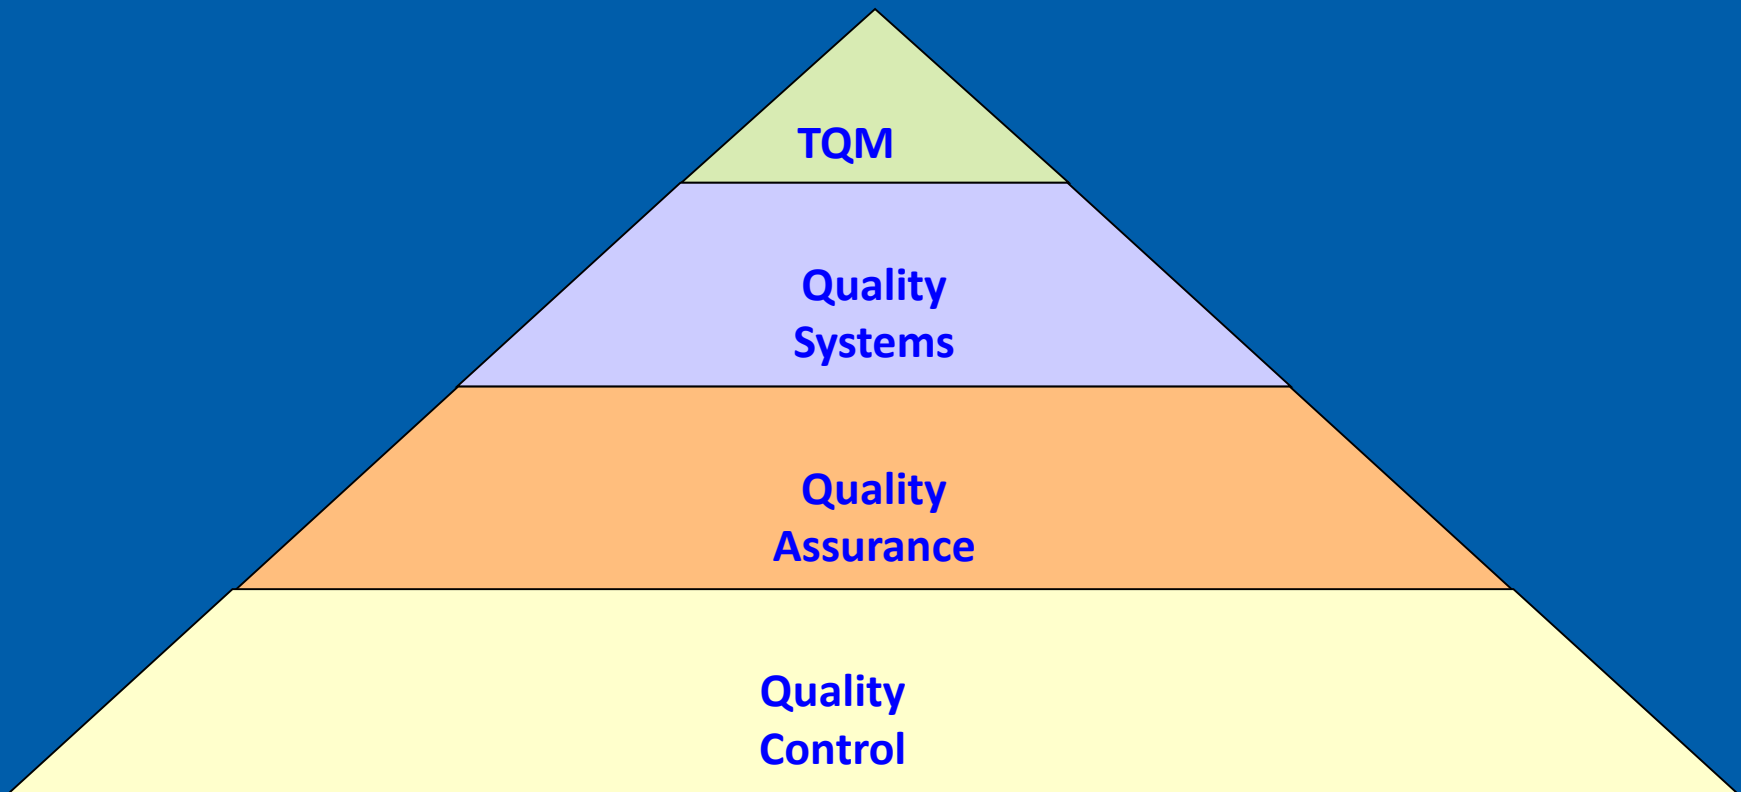 TQM
Quality
Systems
Quality
Assurance
Quality
Control